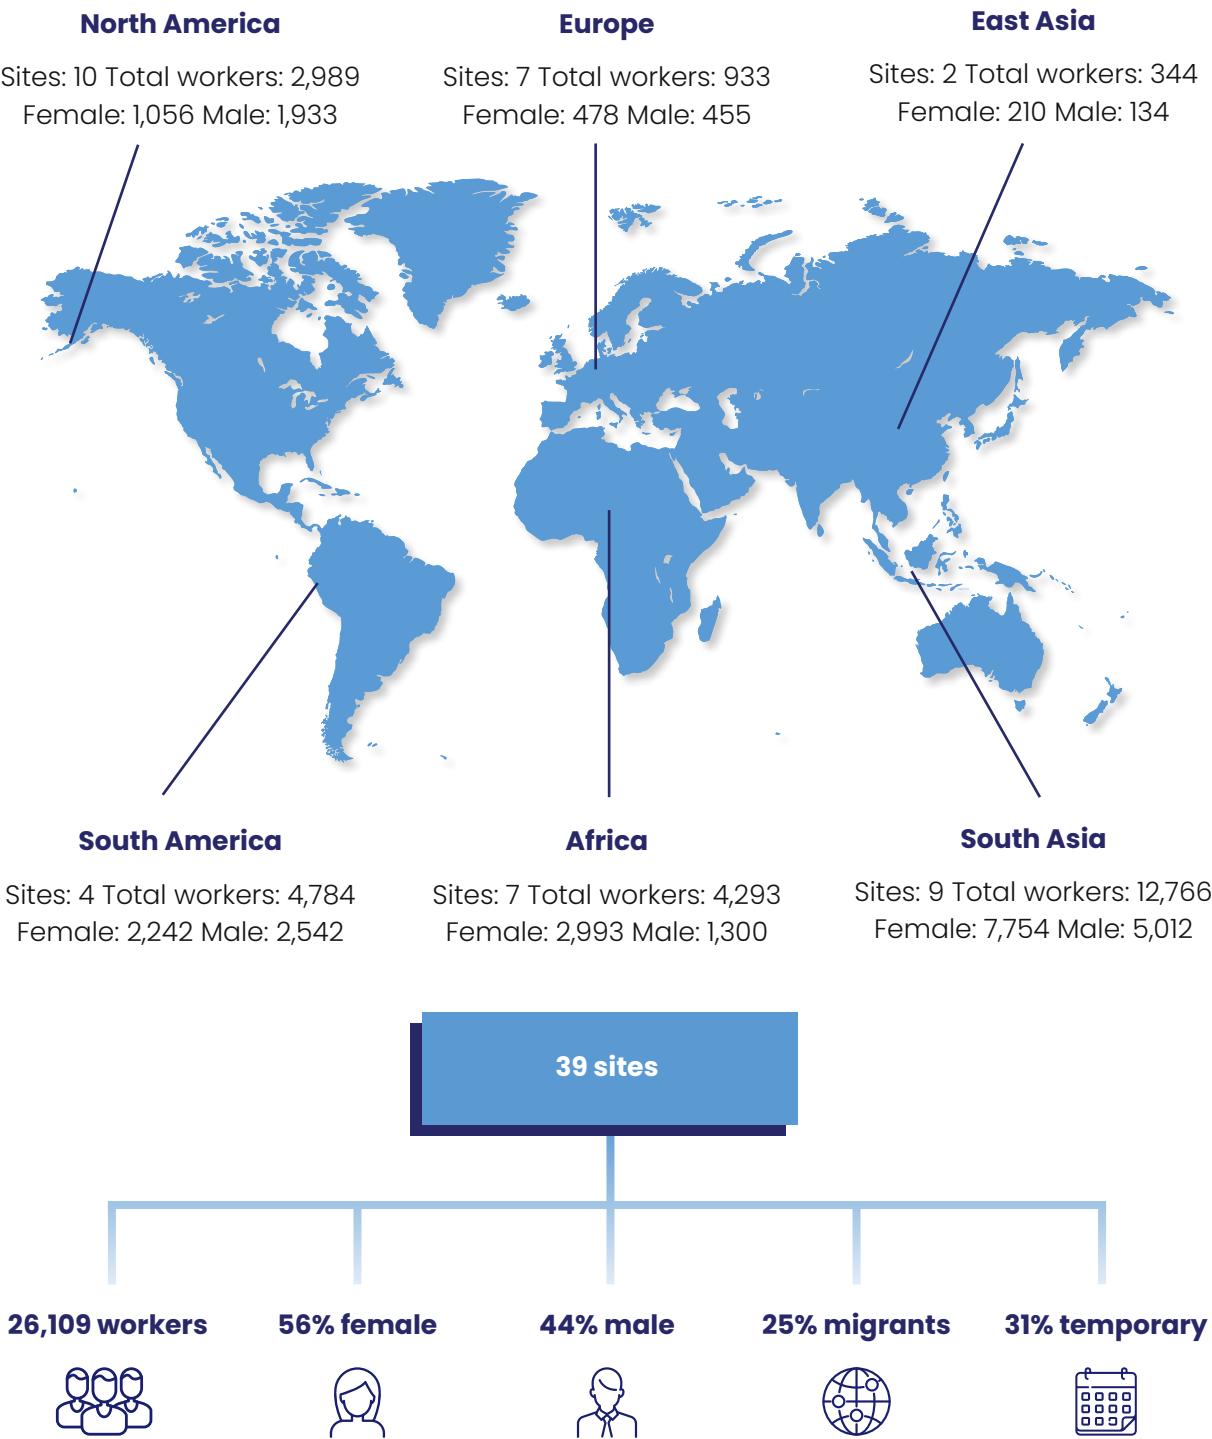 North America
Sites: 10 Total workers: 2,989
Female: 1,056 Male: 1,933
Europe
Sites: 7 Total workers: 933
Female: 478 Male: 455
East Asia
Sites: 2 Total workers: 344
Female: 210 Male: 134
South America
Sites: 4 Total workers: 4,784
Female: 2,242 Male: 2,542
Africa
Sites: 7 Total workers: 4,293
Female: 2,993 Male: 1,300
South Asia
Sites: 9 Total workers: 12,766
Female: 7,754 Male: 5,012
39 sites
26,109 workers
56% female
44% male
25% migrants
31% temporary